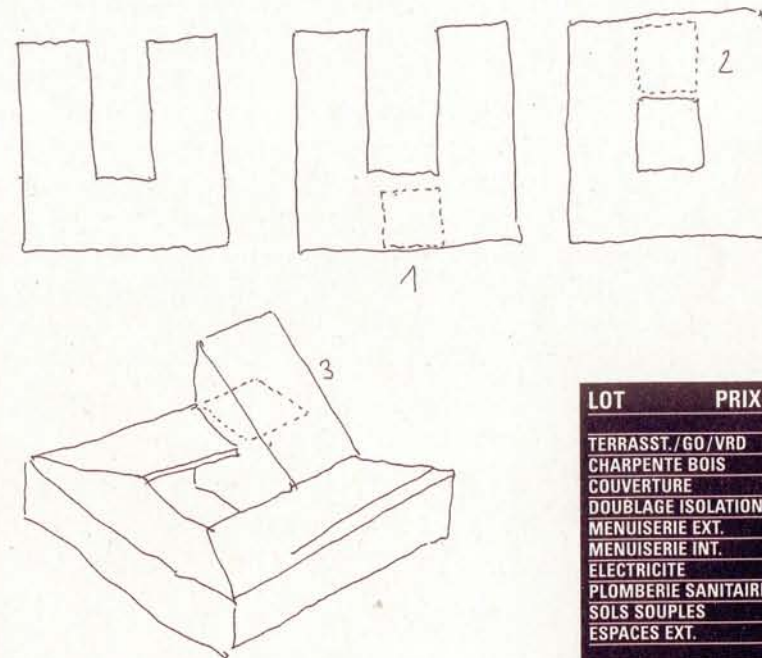 1
2
3
LOT PRIX
TERRASST./GO/VRD
CHARPENTE BOIS
COUVERTURE
DOUBLAGE ISOLATION
MENUISERIE EXT.
MENUISERIE INT.
ELECTRICITE
PLOMBERIE SANITAIRE
SOLS SOUPLES
ESPACES EXT.